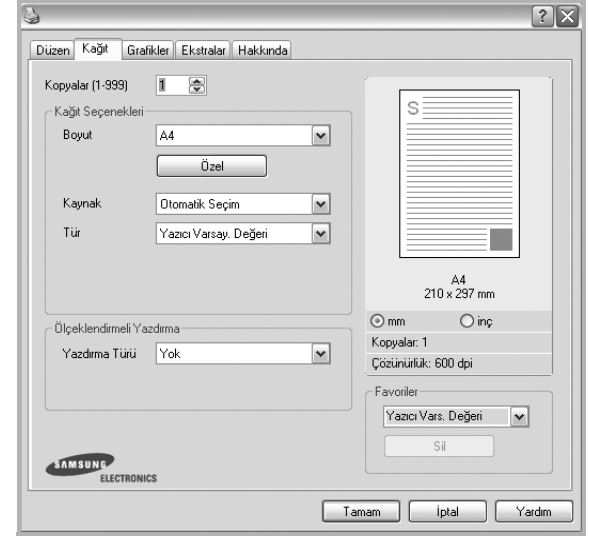 Düzen Kağıt Grafikler Ekstralar Hakkında
Kopyalar (1-999) 1
Kağıt Seçenekleri
Boyut A4
Özel
Kaynak Otomatik Seçim
Tür Yazıcı Varsay. Değeri
Ölçeklendirmeli Yazdırma
Yazdırma Türü Yok
SAMSUNG
ELECTRONICS
S
A4
210 x 297 mm
mm inç
Kopyalar: 1
Çözünürlük: 600 dpi
Favoriler
Yazıcı Vars. Değeri
Sil
Tamam İptal Yardım